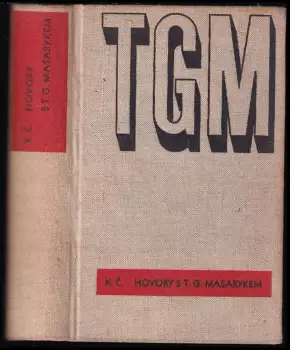 K. Č. HOVORY
S T. G. MASARYKEM
TGM
K. Č. HOVORY S T. G. MASARYKEM